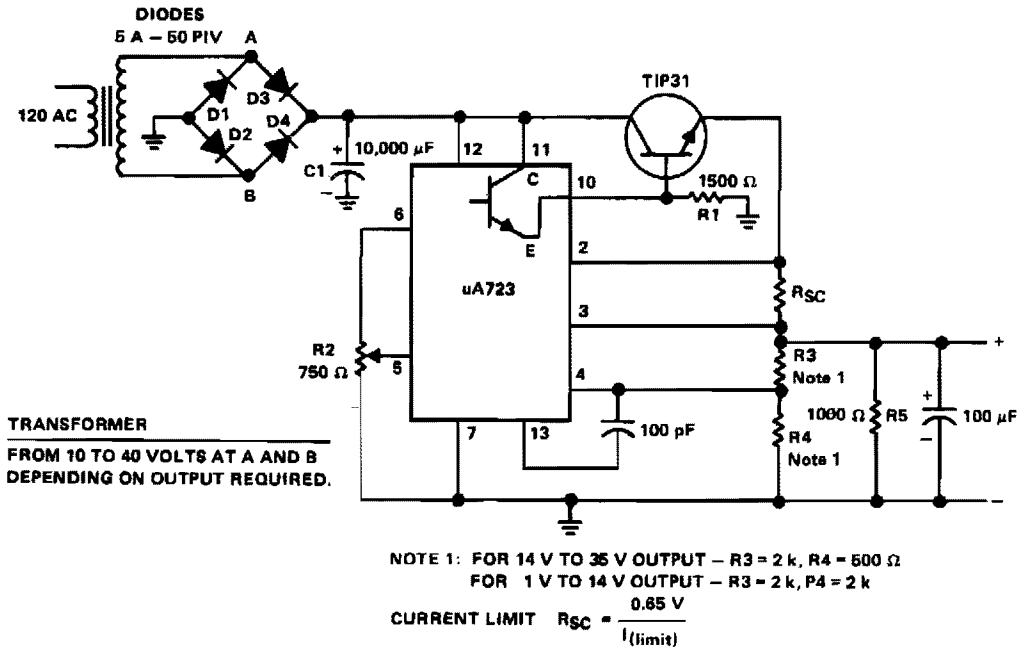 DIODES
5 A – 50 PIV
A
TIP31
120 AC
D1
D3
D2
D4
B
+
10,000 µF
C1
–
12
11
10
1500 Ω
R1
C
E
6
2
uA723
RSC
3
R2
750 Ω
5
4
R3
Note 1
+
1000 Ω
R5
+
100 µF
–
7
13
100 pF
R4
Note 1
–
TRANSFORMER
FROM 10 TO 40 VOLTS AT A AND B
DEPENDING ON OUTPUT REQUIRED.
NOTE 1: FOR 14 V TO 35 V OUTPUT – R3 = 2 k, R4 = 500 Ω
FOR 1 V TO 14 V OUTPUT – R3 = 2 k, P4 = 2 k
CURRENT LIMIT RSC =
0.65 V
I(limit)